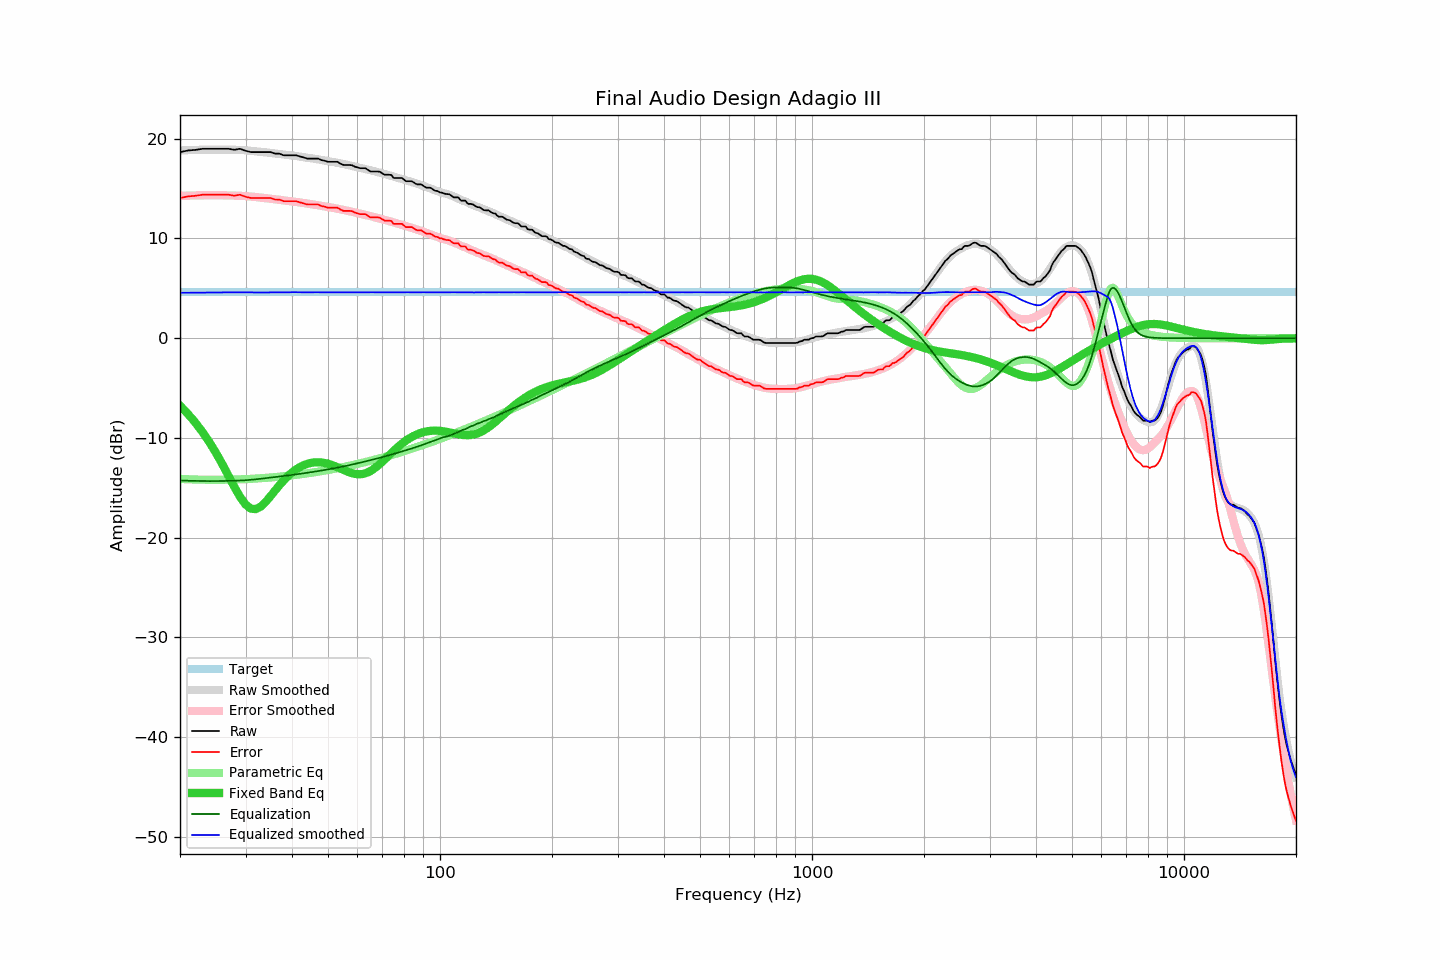 Final Audio Design Adagio III
20
10
0
−10
−20
−30
−40
−50
Amplitude (dBr)
Target
Raw Smoothed
Error Smoothed
Raw
Error
Parametric Eq
Fixed Band Eq
Equalization
Equalized smoothed
100
1000
10000
Frequency (Hz)